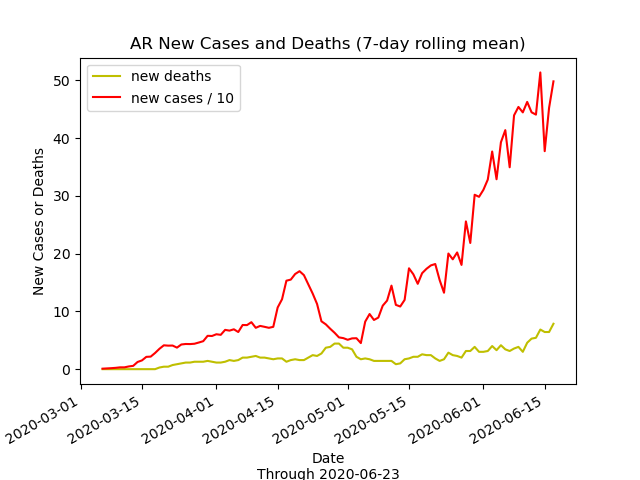 AR New Cases and Deaths (7-day rolling mean)
new deaths
new cases / 10
New Cases or Deaths
50
40
30
20
10
0
2020-03-01
2020-03-15
2020-04-01
2020-04-15
2020-05-01
2020-05-15
2020-06-01
2020-06-15
Date
Through 2020-06-23